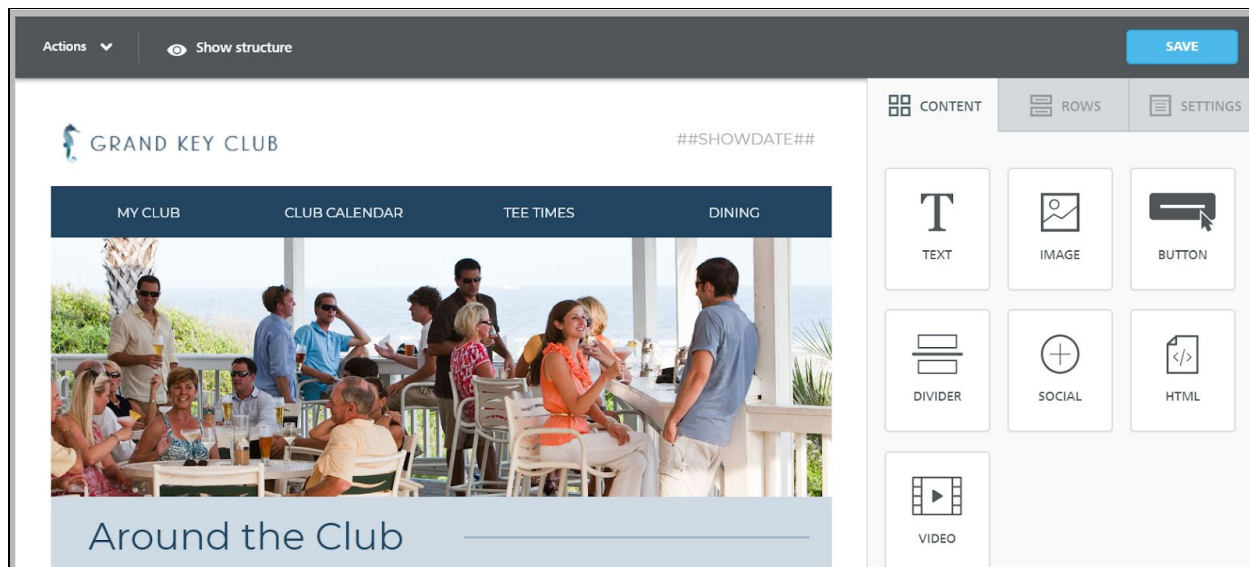 Actions
Show structure
SAVE
GRAND KEY CLUB
##SHOWDATE##
CONTENT
ROWS
SETTINGS
MY CLUB
CLUB CALENDAR
TEE TIMES
DINING
TEXT
IMAGE
BUTTON
DIVIDER
SOCIAL
</>
HTML
Around the Club
VIDEO